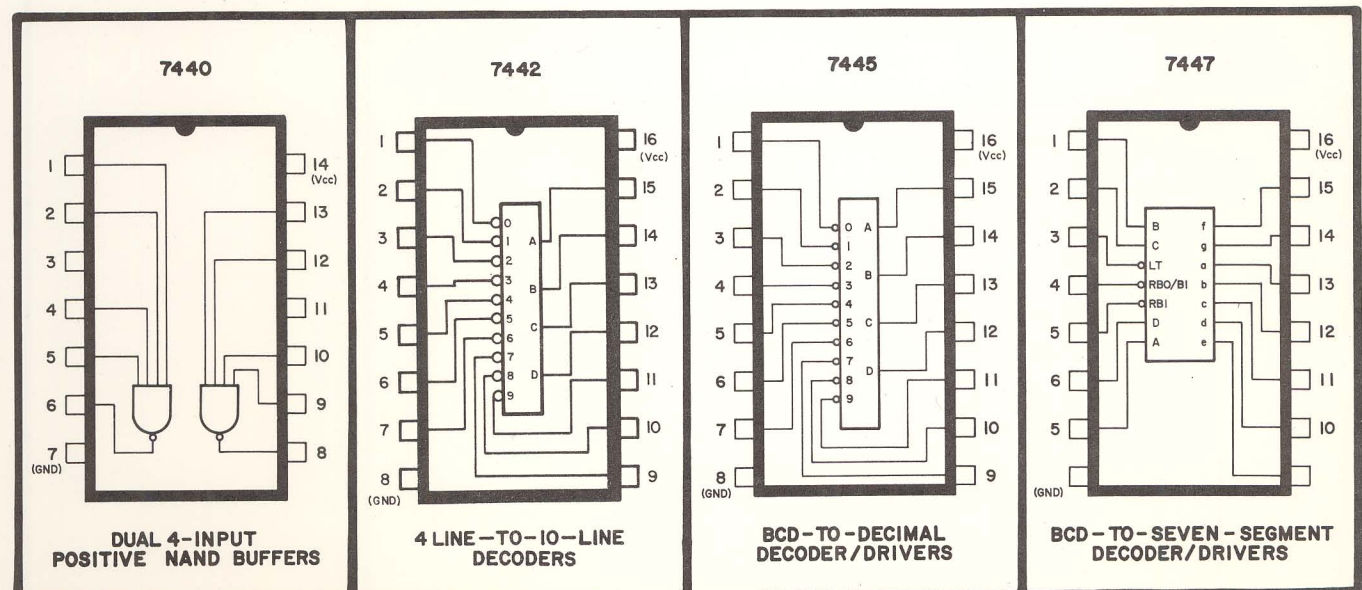 7440
1
2
3
4
5
6
7
(GND)
14
(Vcc)
13
12
11
10
9
8
DUAL 4-INPUT
POSITIVE NAND BUFFERS
7442
1
2
3
4
5
6
7
8
(GND)
0
1
2
3
4
5
6
7
8
9
A
B
C
D
16
(Vcc)
15
14
13
12
11
10
9
4 LINE-TO-10-LINE
DECODERS
7445
1
2
3
4
5
6
7
8
(GND)
0
1
2
3
4
5
6
7
8
9
A
B
C
D
16
(Vcc)
15
14
13
12
11
10
9
BCD-TO-DECIMAL
DECODER/DRIVERS
7447
1
2
3
4
5
6
5
(GND)
B
C
LT
RBO/BI
RBI
D
A
f
g
a
b
c
d
e
16
(Vcc)
15
14
13
12
11
10
BCD-TO-SEVEN-SEGMENT
DECODER/DRIVERS